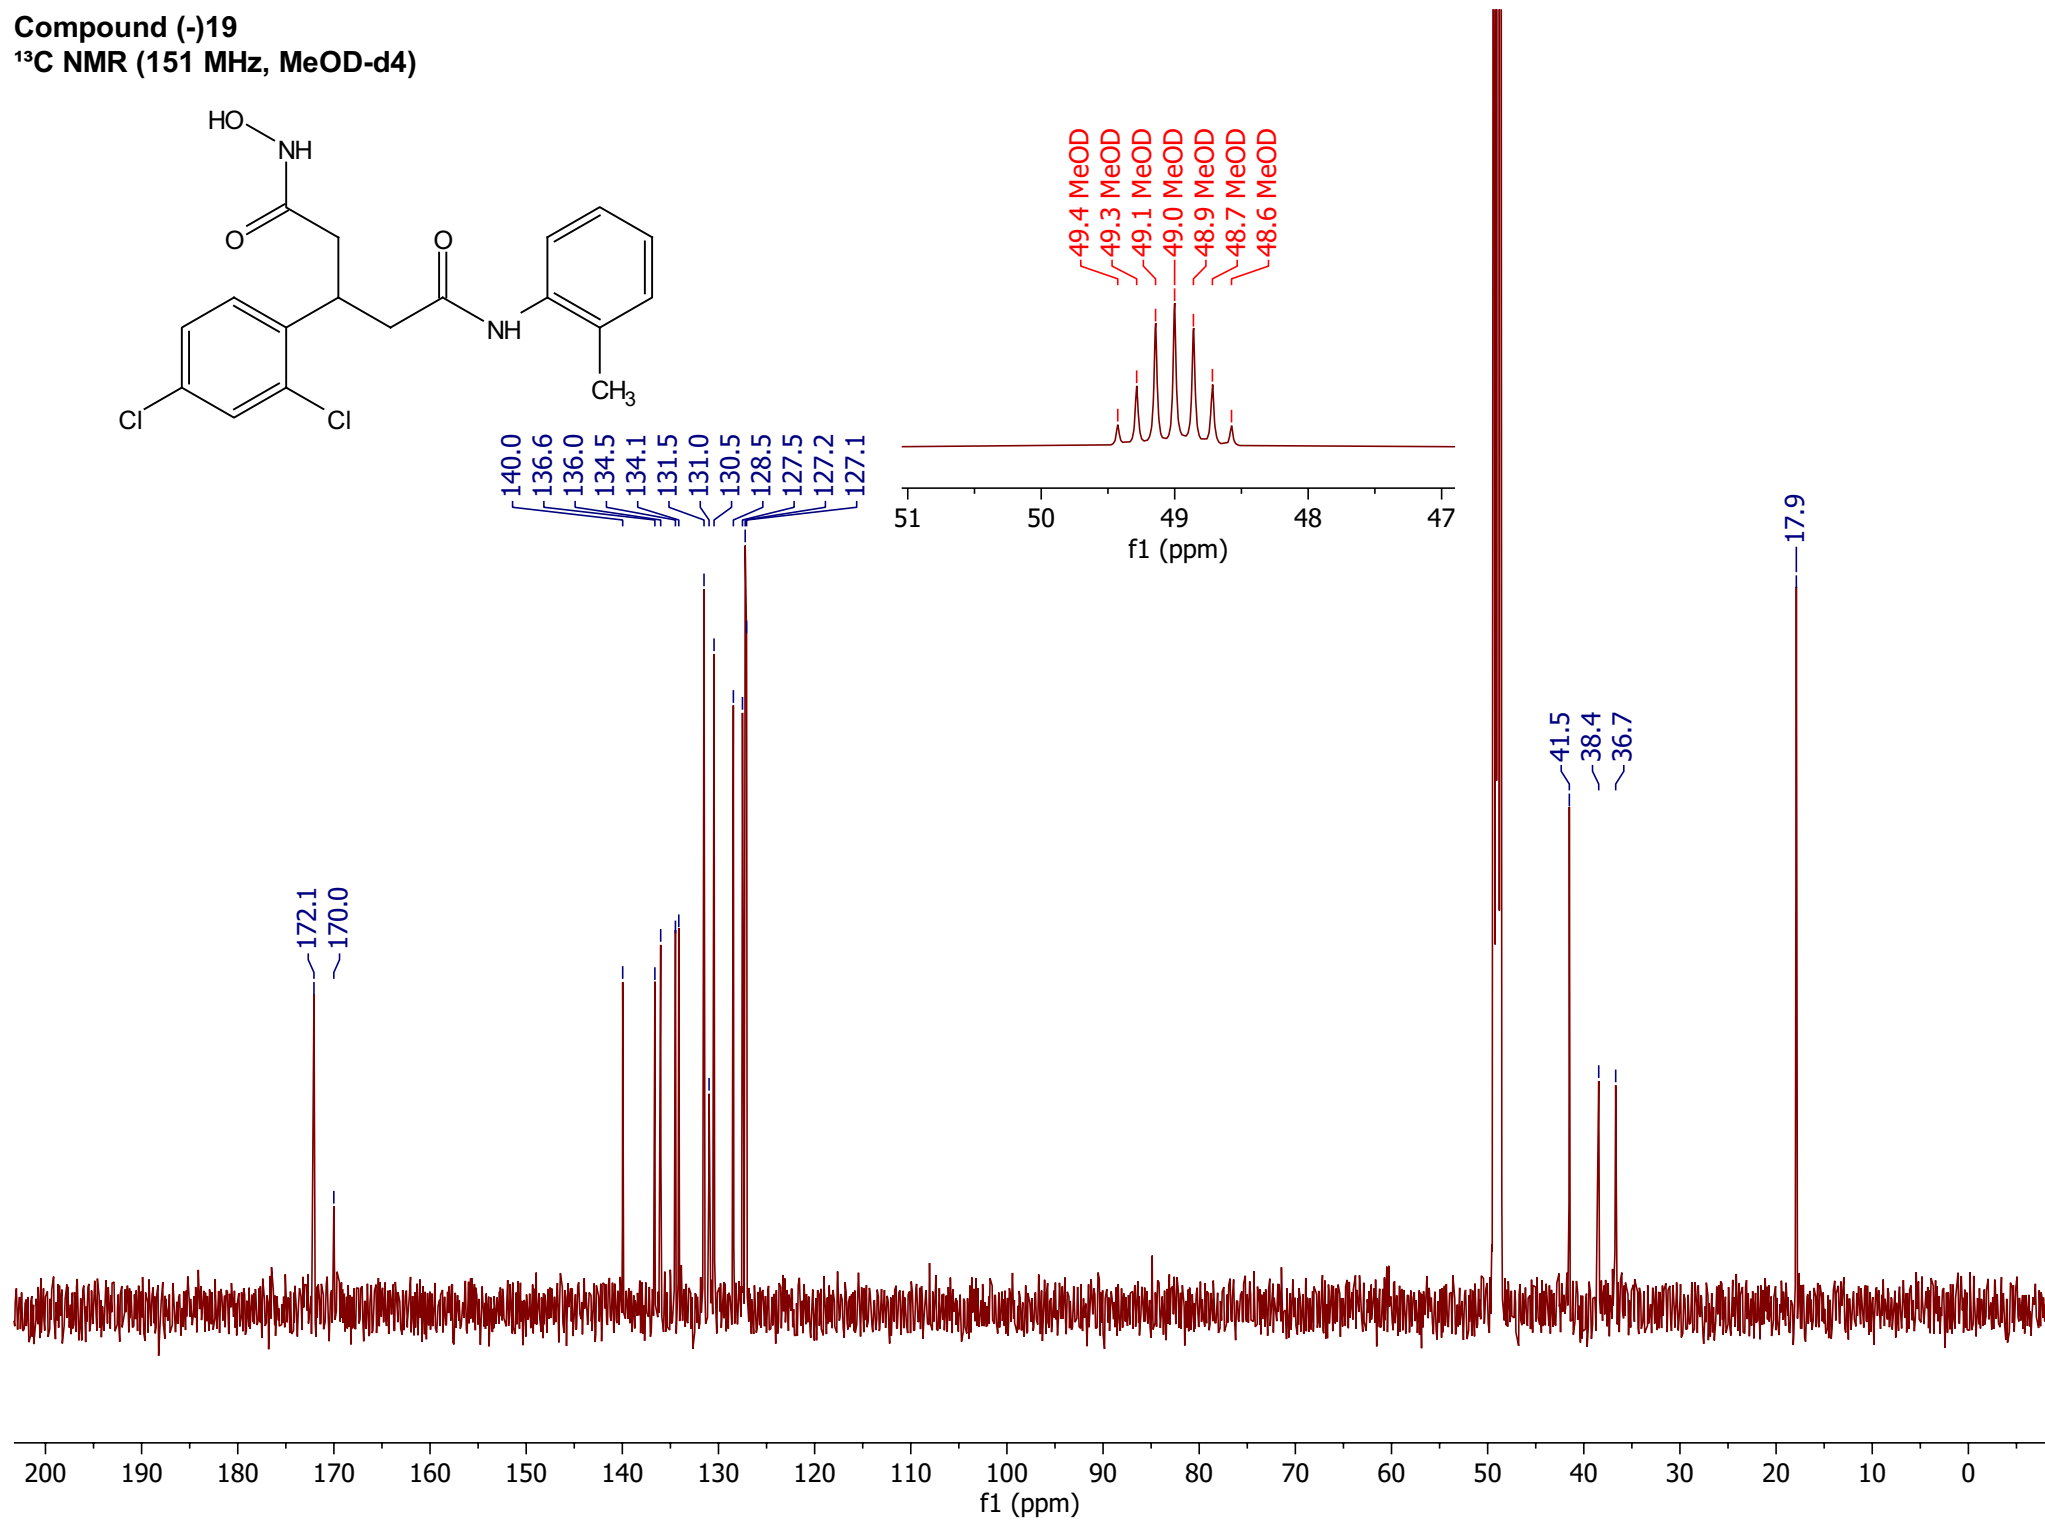 Compound (-)19
¹³C NMR (151 MHz, MeOD-d4)
HO
NH
O
O
NH
CH3
Cl
Cl
49.4 MeOD
49.3 MeOD
49.1 MeOD
49.0 MeOD
48.9 MeOD
48.7 MeOD
48.6 MeOD
51 50 49 48 47
f1 (ppm)
140.0
136.6
136.0
134.5
134.1
131.5
131.0
130.5
128.5
127.5
127.2
127.1
17.9
41.5
38.4
36.7
172.1
170.0
200 190 180 170 160 150 140 130 120 110 100 90 80 70 60 50 40 30 20 10 0
f1 (ppm)